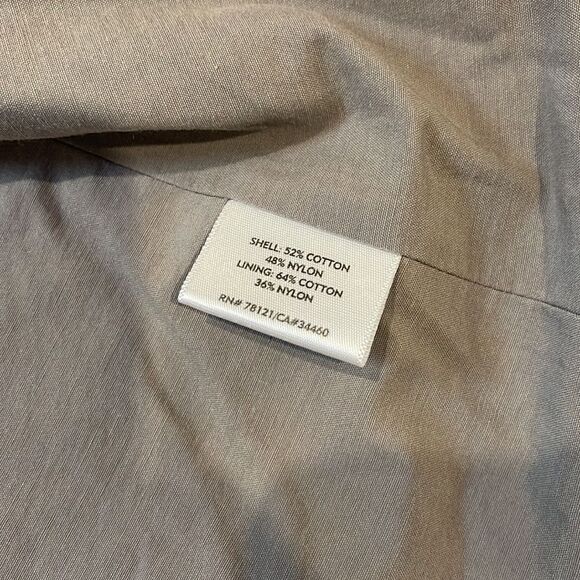 SHELL: 52% COTTON
48% NYLON
LINING: 64% COTTON
36% NYLON
RN# 78121/CA#34460